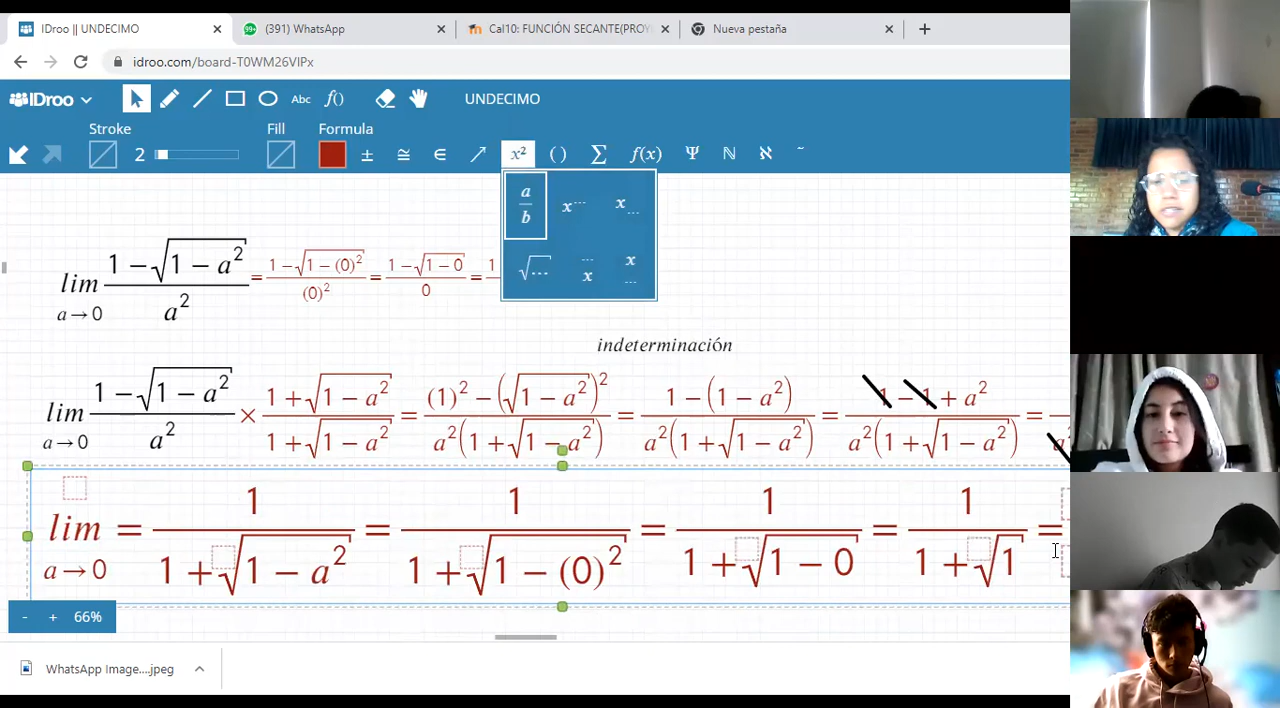 IDroo || UNDECIMO
99+ (391) WhatsApp
Cal10: FUNCIÓN SECANTE(PROY
Nueva pestaña
idroo.com/board-T0WM26VIPx
IDroo Abc f() UNDECIMO
Stroke Fill Formula
2 ± ≅ ∈ x² ( ) ∑ f(x) Ψ ℕ ℵ ~
a/b x... x...
√... x x
lim a→0 (1 − √(1 − a²))/a² = (1 − √(1 − (0)²))/(0)² = (1 − √(1 − 0))/0 = 1
indeterminación
lim a→0 (1 − √(1 − a²))/a² × (1 + √(1 − a²))/(1 + √(1 − a²)) = ((1)² − (√(1 − a²))²)/(a²(1 + √(1 − a²))) = (1 − (1 − a²))/(a²(1 + √(1 − a²))) = (1 − 1 + a²)/(a²(1 + √(1 − a²))) =
lim a→0 = 1/(1 + √(1 − a²)) = 1/(1 + √(1 − (0)²)) = 1/(1 + √(1 − 0)) = 1/(1 + √1) =
- + 66%
WhatsApp Image....jpeg